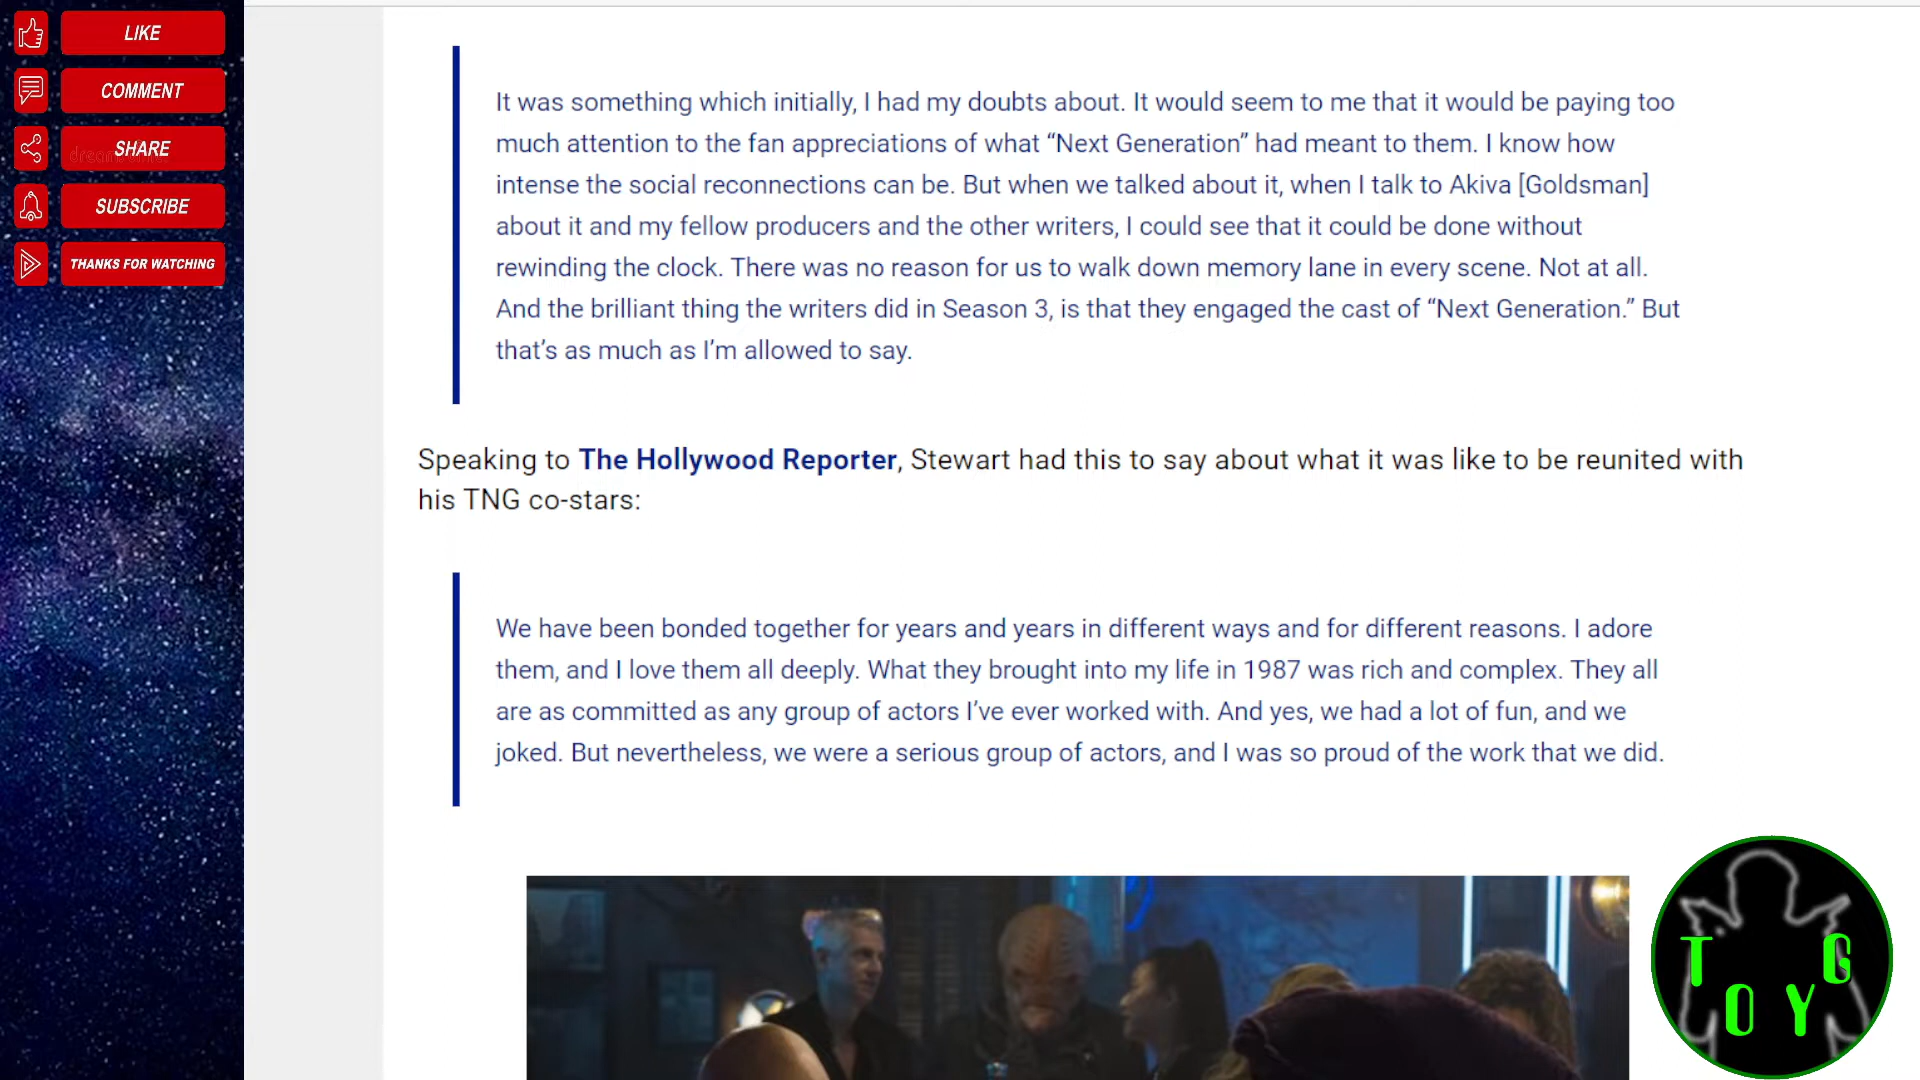 LIKE
COMMENT
SHARE
SUBSCRIBE
THANKS FOR WATCHING
It was something which initially, I had my doubts about. It would seem to me that it would be paying too
much attention to the fan appreciations of what “Next Generation” had meant to them. I know how
intense the social reconnections can be. But when we talked about it, when I talk to Akiva [Goldsman]
about it and my fellow producers and the other writers, I could see that it could be done without
rewinding the clock. There was no reason for us to walk down memory lane in every scene. Not at all.
And the brilliant thing the writers did in Season 3, is that they engaged the cast of “Next Generation.” But
that’s as much as I’m allowed to say.
Speaking to The Hollywood Reporter, Stewart had this to say about what it was like to be reunited with
his TNG co-stars:
We have been bonded together for years and years in different ways and for different reasons. I adore
them, and I love them all deeply. What they brought into my life in 1987 was rich and complex. They all
are as committed as any group of actors I’ve ever worked with. And yes, we had a lot of fun, and we
joked. But nevertheless, we were a serious group of actors, and I was so proud of the work that we did.
TOYG